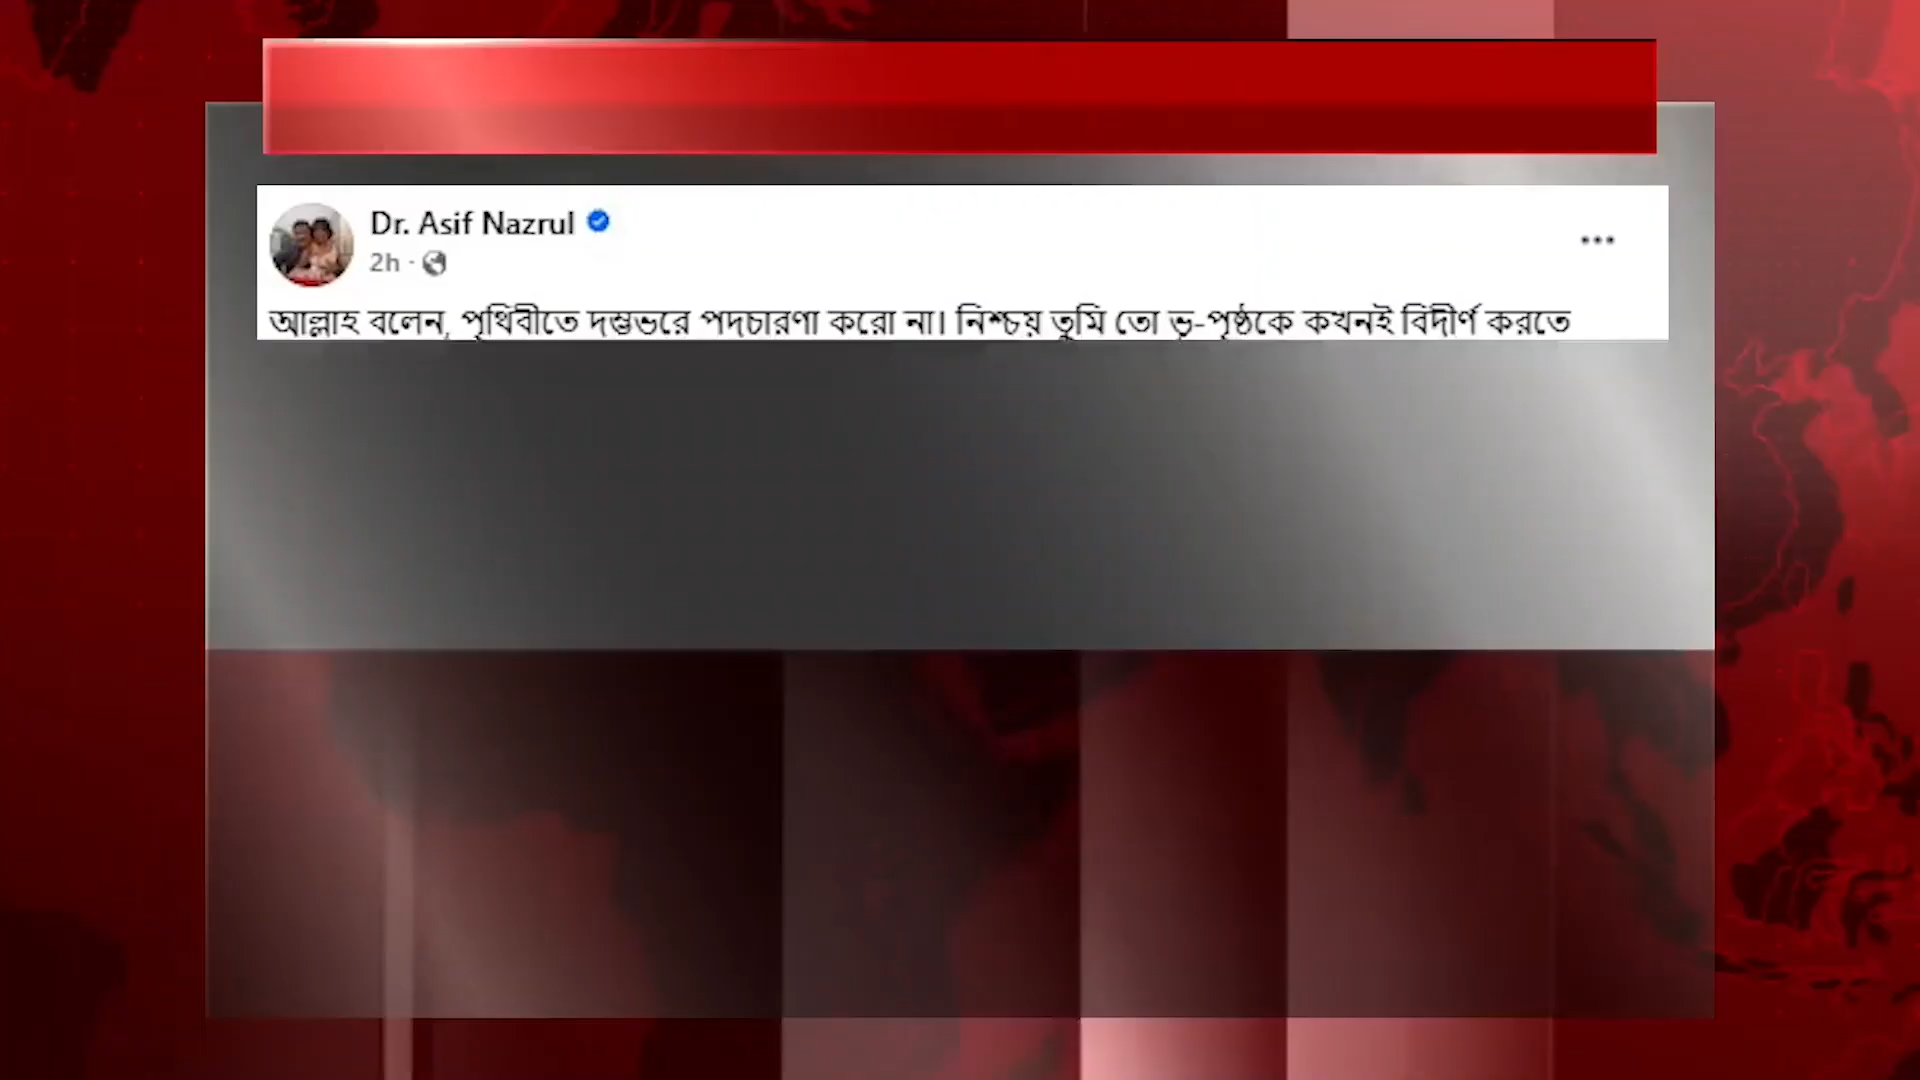 Dr. Asif Nazrul
2h ·
আল্লাহ বলেন, পৃথিবীতে দম্ভভরে পদচারণা করো না। নিশ্চয় তুমি তো ভূ-পৃষ্ঠকে কখনই বিদীর্ণ করতে